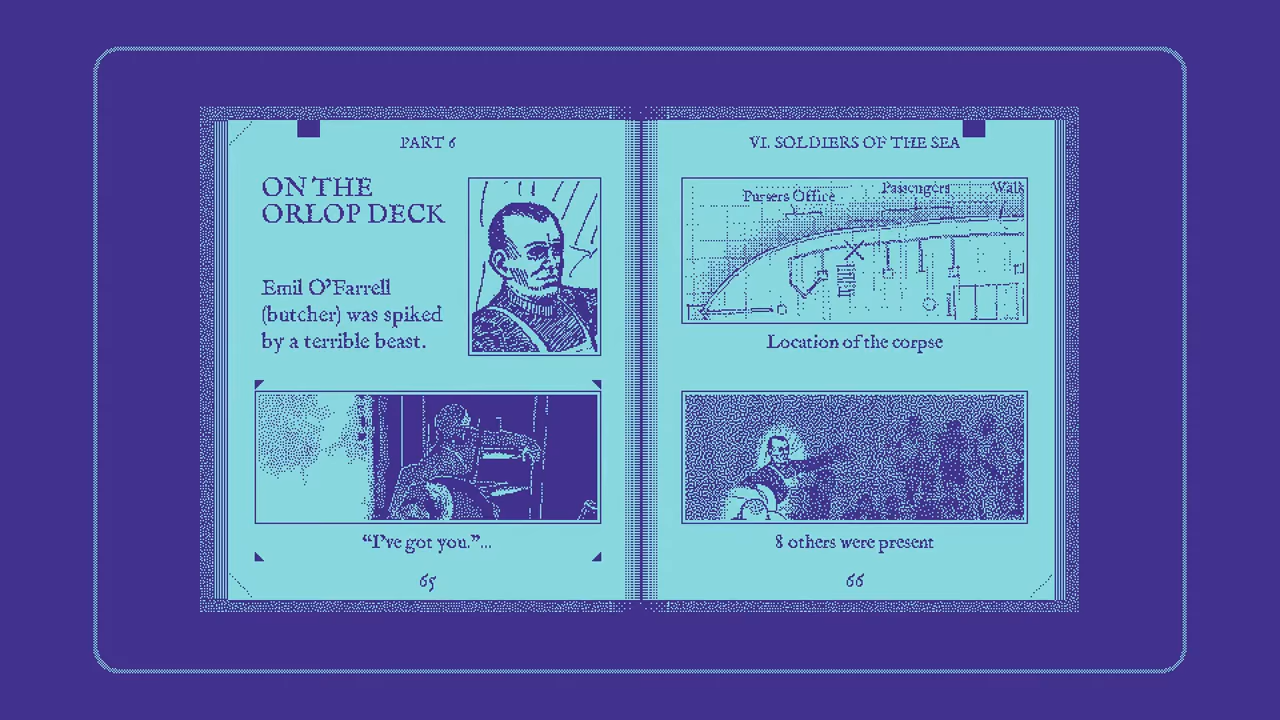 PART 6
ON THE
ORLOP DECK
Emil O'Farrell
(butcher) was spiked
by a terrible beast.
“I've got you.”...
65
VI. SOLDIERS OF THE SEA
Pursers Office
Passengers
Walk
Location of the corpse
8 others were present
66